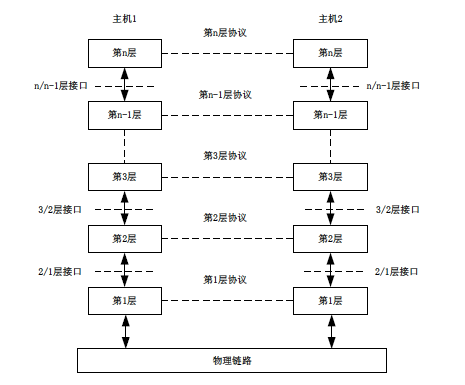 主机1
主机2
第n层协议
第n层
第n层
n/n-1层接口
n/n-1层接口
第n-1层协议
第n-1层
第n-1层
第3层协议
第3层
第3层
3/2层接口
3/2层接口
第2层协议
第2层
第2层
2/1层接口
2/1层接口
第1层协议
第1层
第1层
物理链路